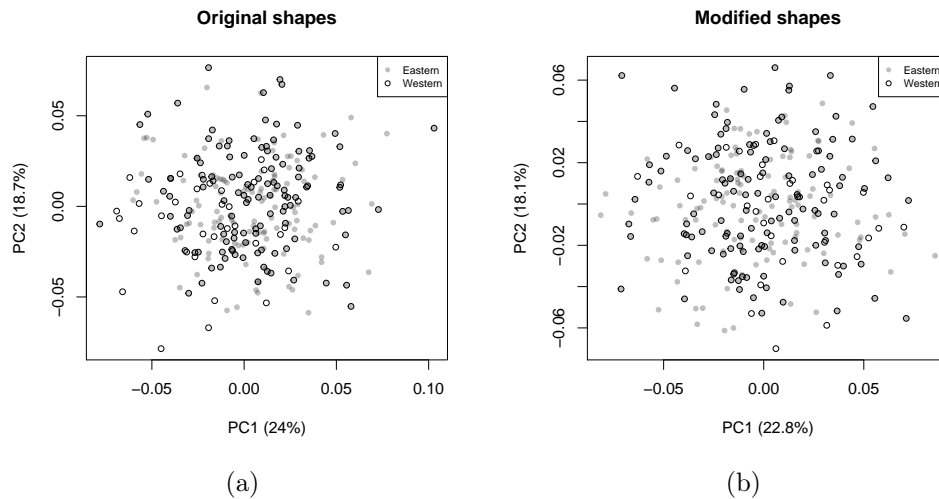 Original shapes
Eastern
Western
PC2 (18.7%)
0.05
0.00
−0.05
−0.05
0.00
0.05
0.10
PC1 (24%)
(a)
Modified shapes
Eastern
Western
PC2 (18.1%)
0.06
0.02
−0.02
−0.06
−0.05
0.00
0.05
PC1 (22.8%)
(b)